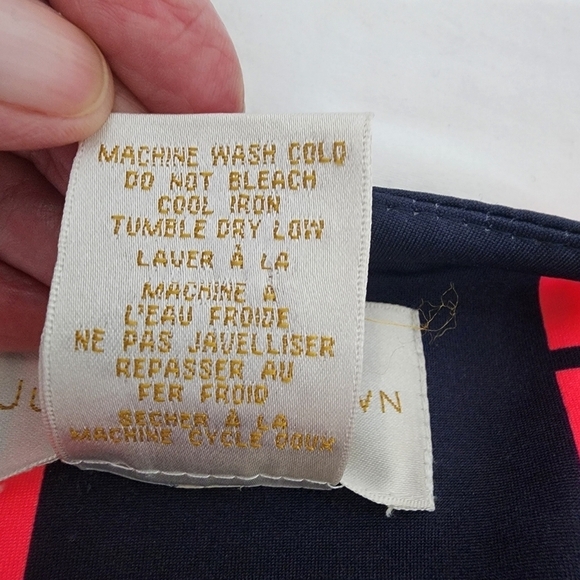 MACHINE WASH COLD
DO NOT BLEACH
COOL IRON
TUMBLE DRY LOW
LAVER À LA
MACHINE À
L'EAU FROIDE
NE PAS JAVELLISER
REPASSER AU
FER FROID
SECHER À LA
MACHINE CYCLE DOUX